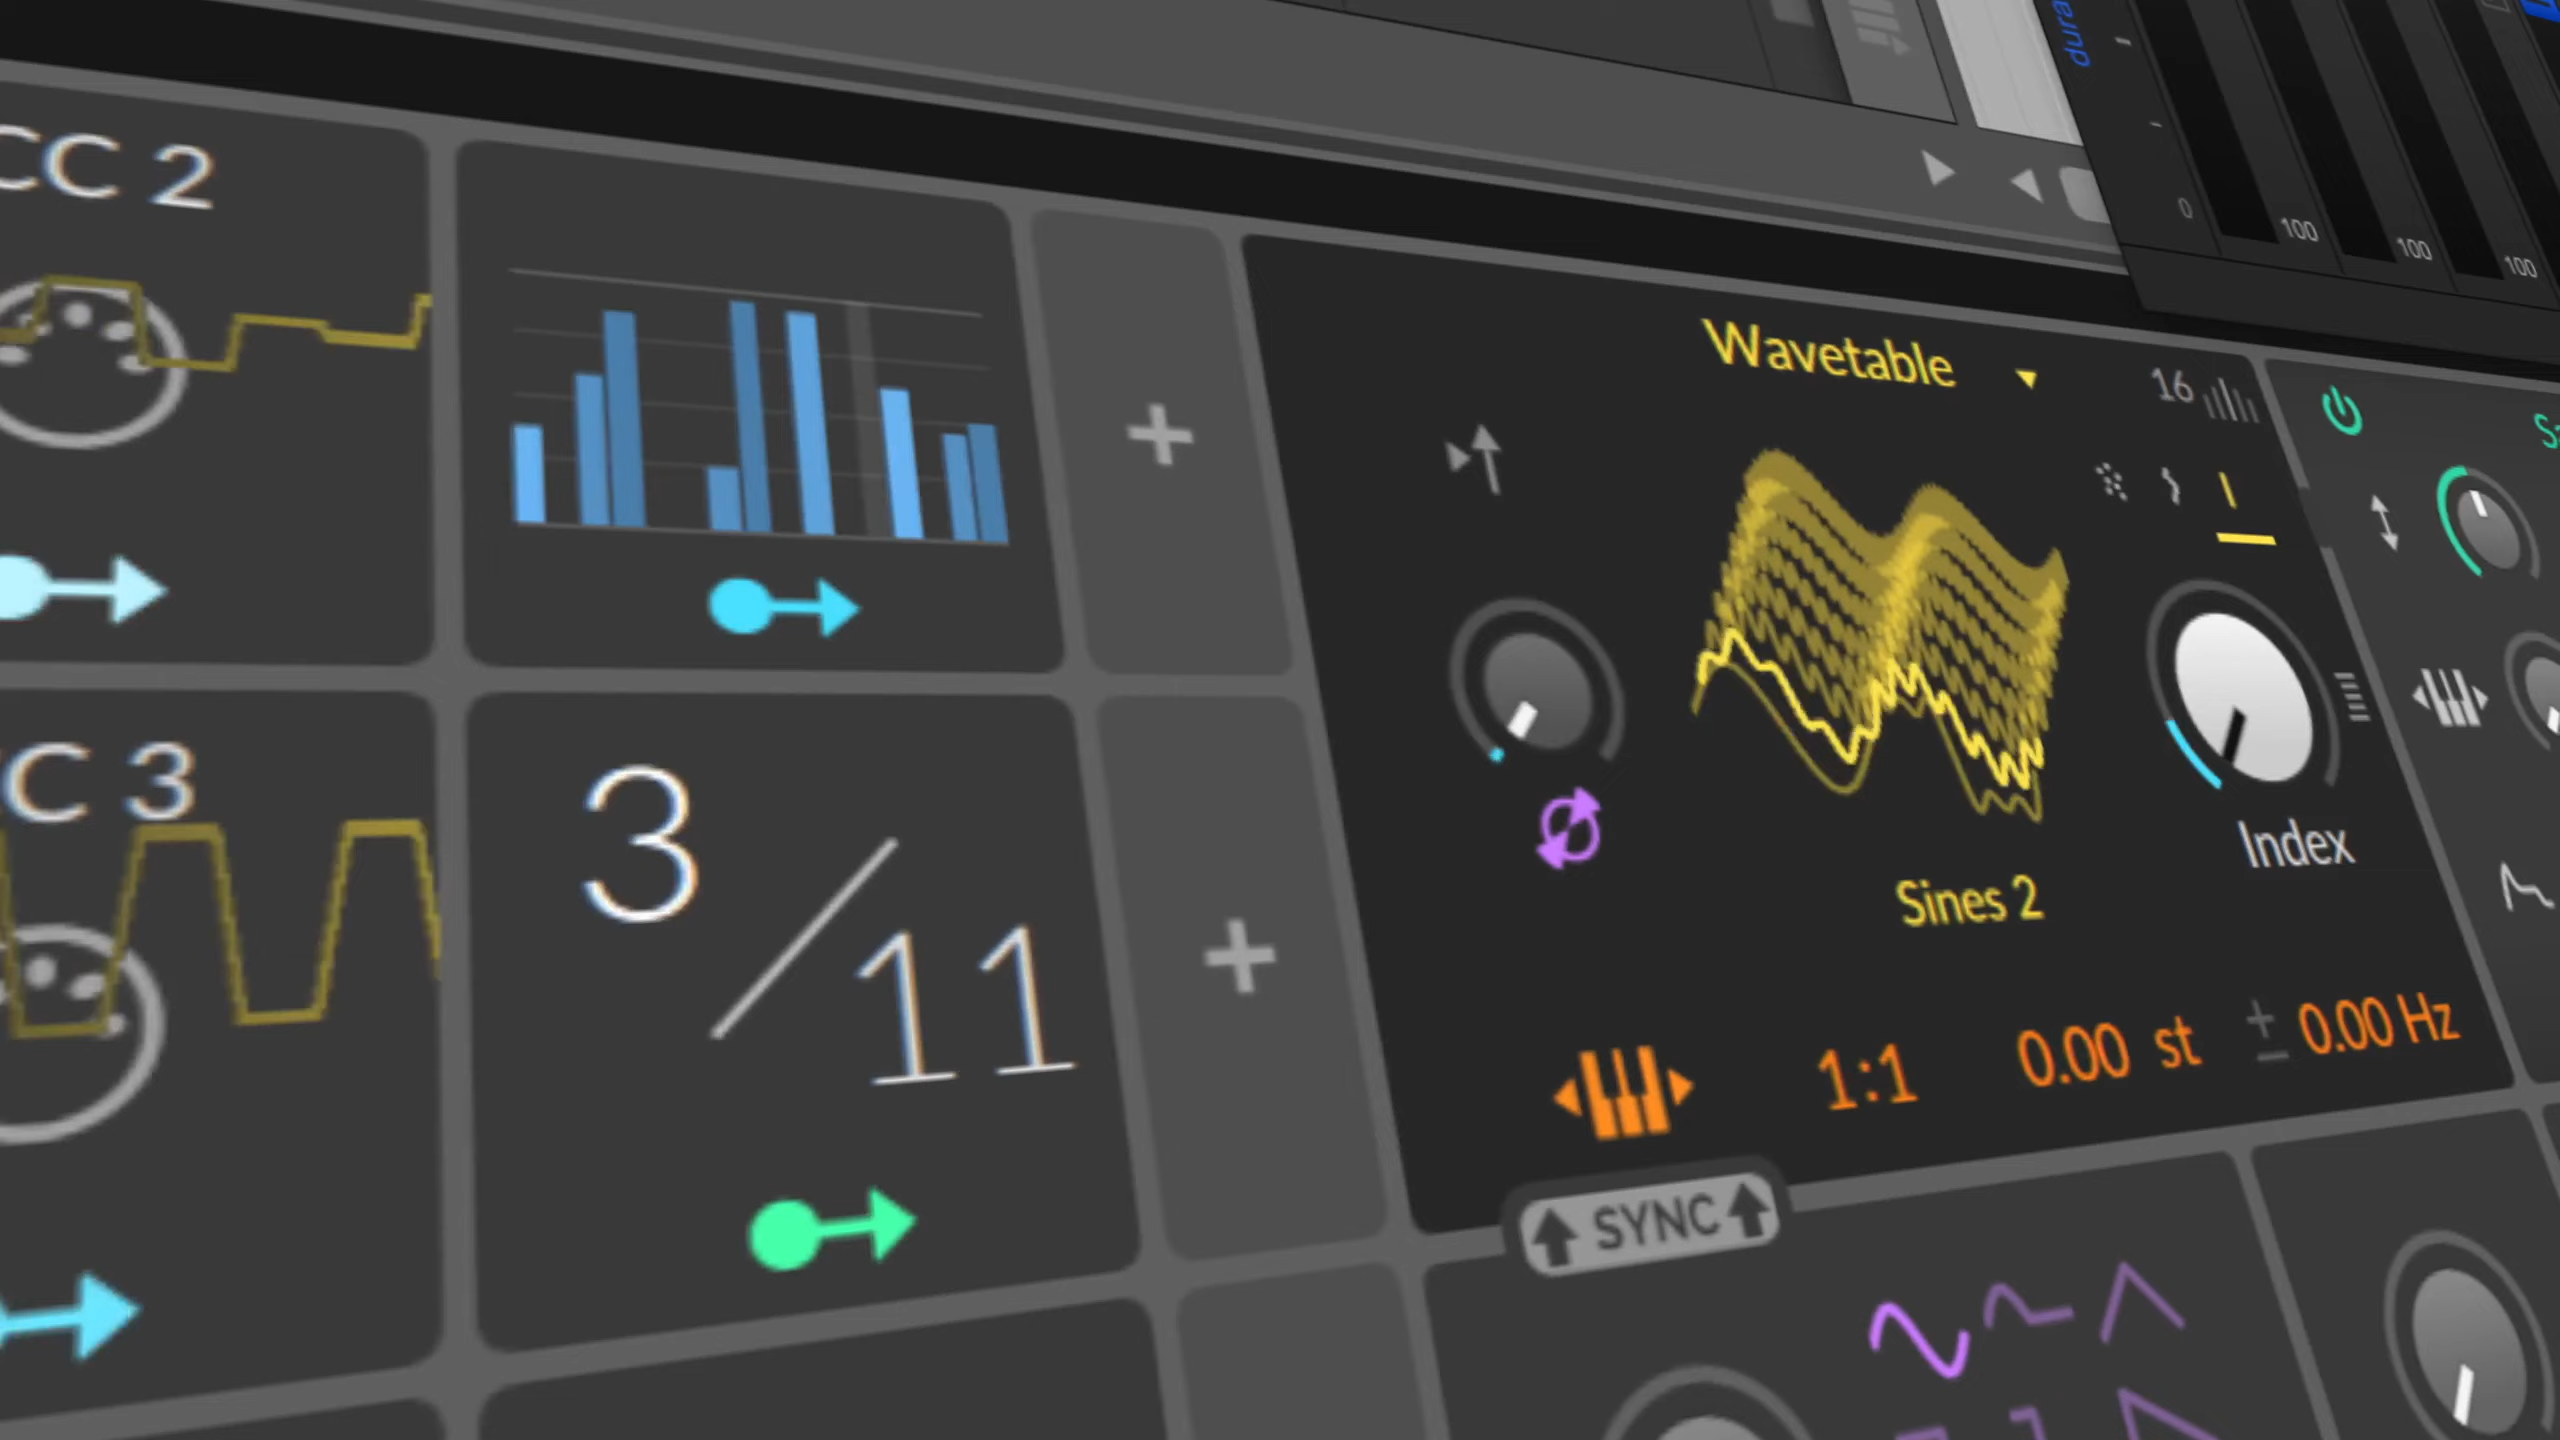 CC 2
C 3
3/11
Wavetable
16
Sines 2
Index
1:1 0.00 st ± 0.00 Hz
SYNC
dura
0
100
100
100